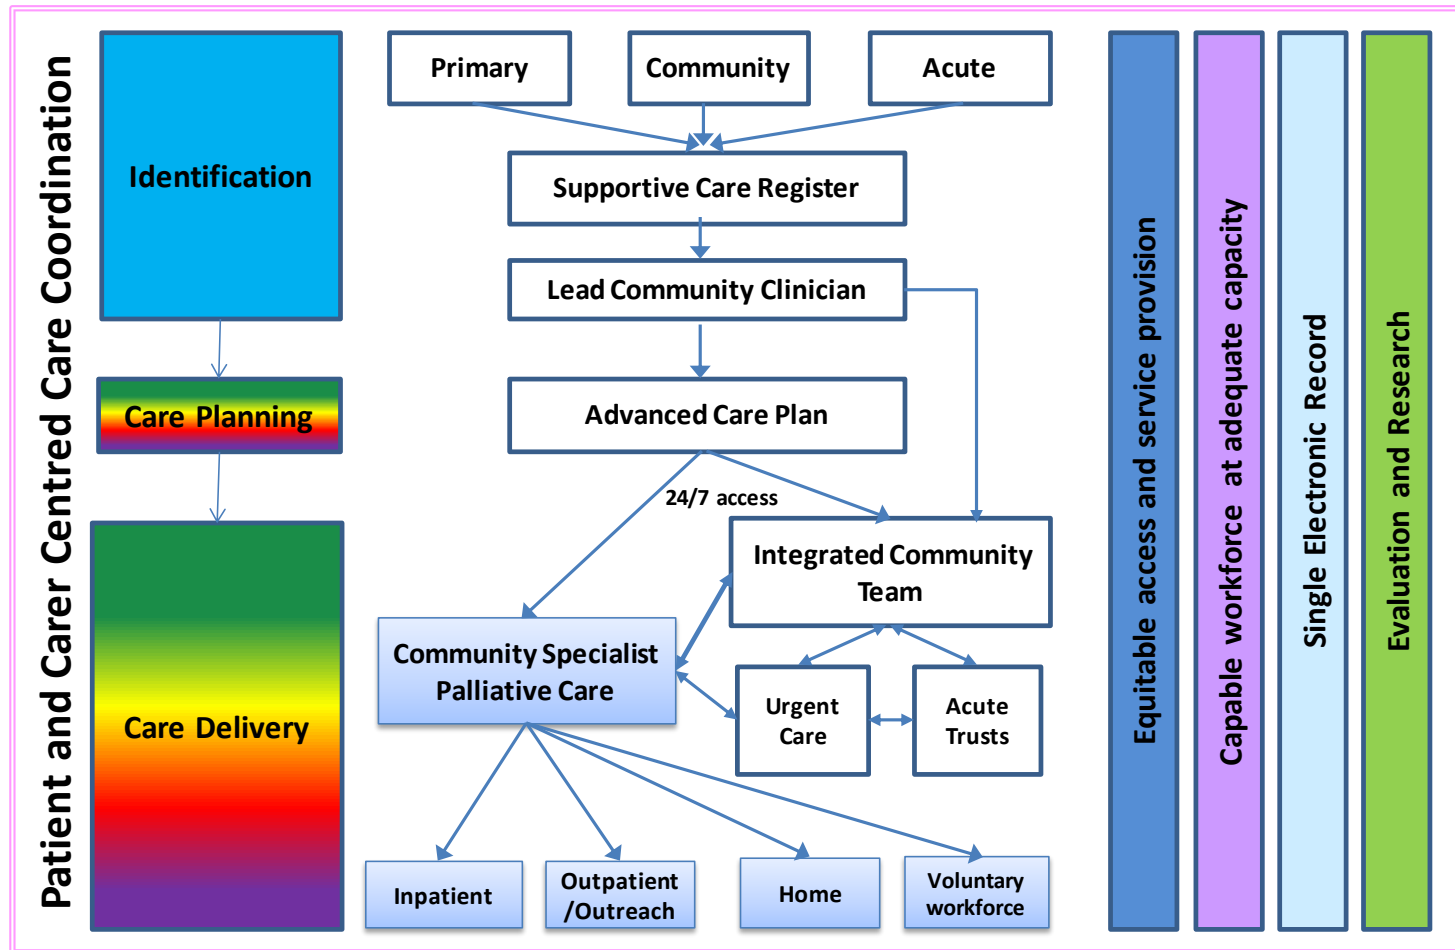 Patient and Carer Centred Care Coordination
Identification
Care Planning
Care Delivery
Primary
Community
Acute
Supportive Care Register
Lead Community Clinician
Advanced Care Plan
24/7 access
Integrated Community
Team
Community Specialist
Palliative Care
Urgent
Care
Acute
Trusts
Inpatient
Outpatient
/Outreach
Home
Voluntary
workforce
Equitable access and service provision
Capable workforce at adequate capacity
Single Electronic Record
Evaluation and Research